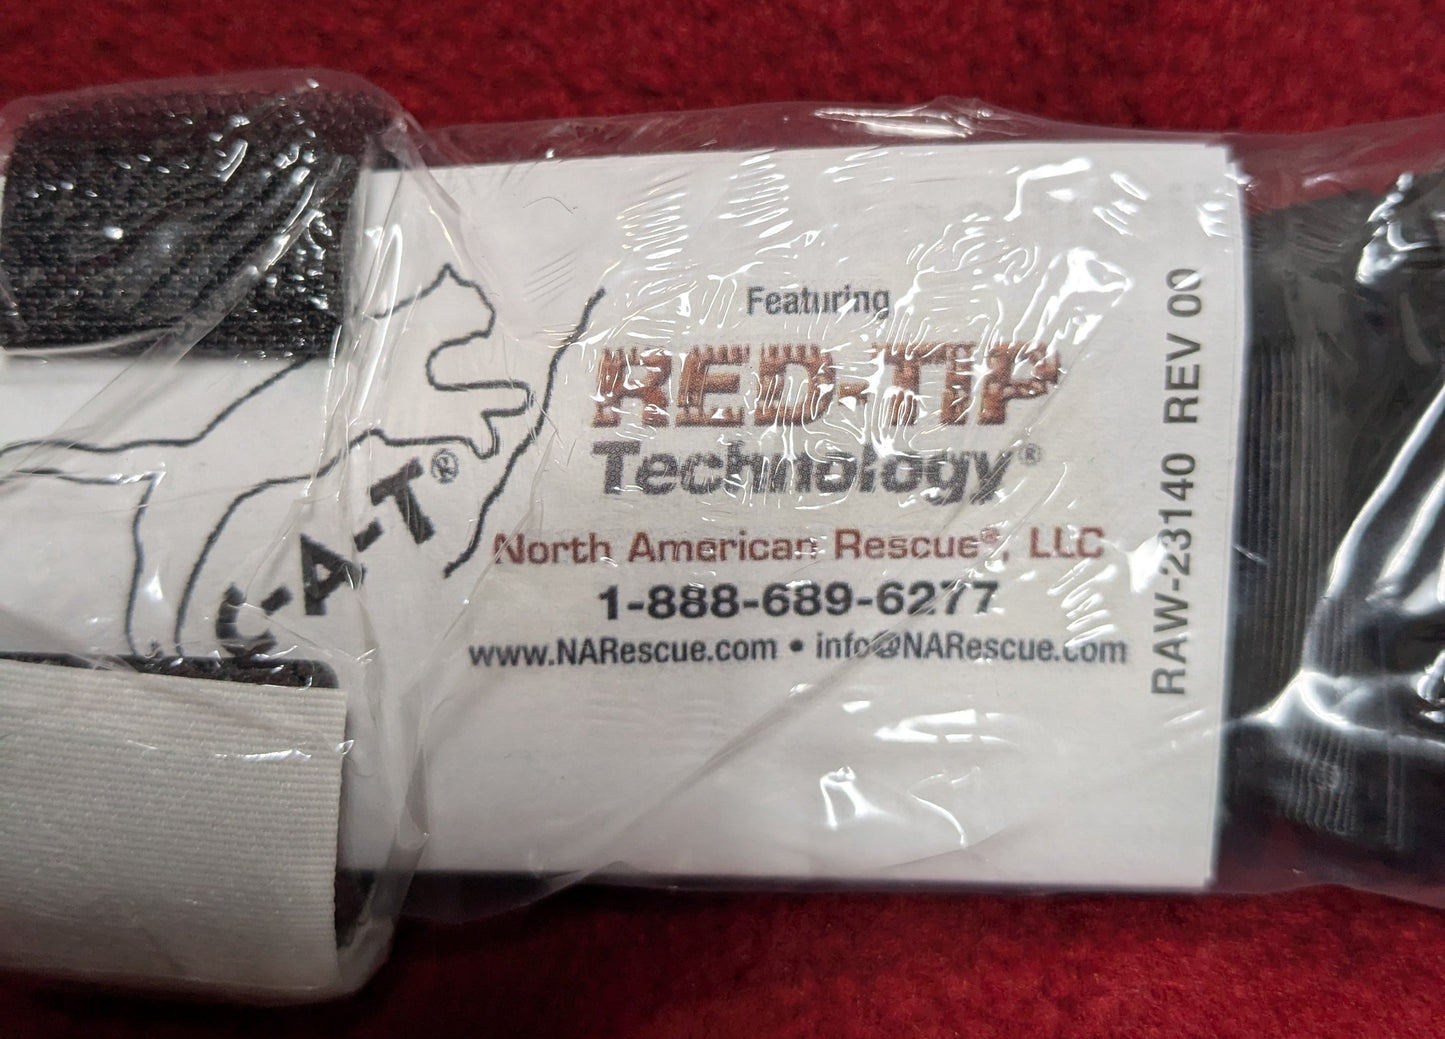 C-A-T®
Featuring
RED-TIP
Technology®
North American Rescue®, LLC
1-888-689-6277
www.NARescue.com • info@NARescue.com
RAW-23140 REV 00